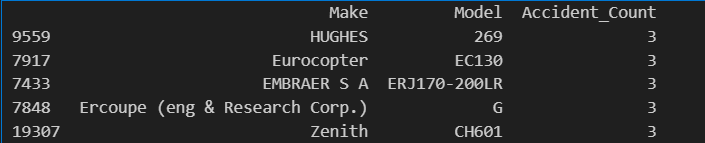 Make Model Accident_Count
9559 HUGHES 269 3
7917 Eurocopter EC130 3
7433 EMBRAER S A ERJ170-200LR 3
7848 Ercoupe (eng & Research Corp.) G 3
19307 Zenith CH601 3